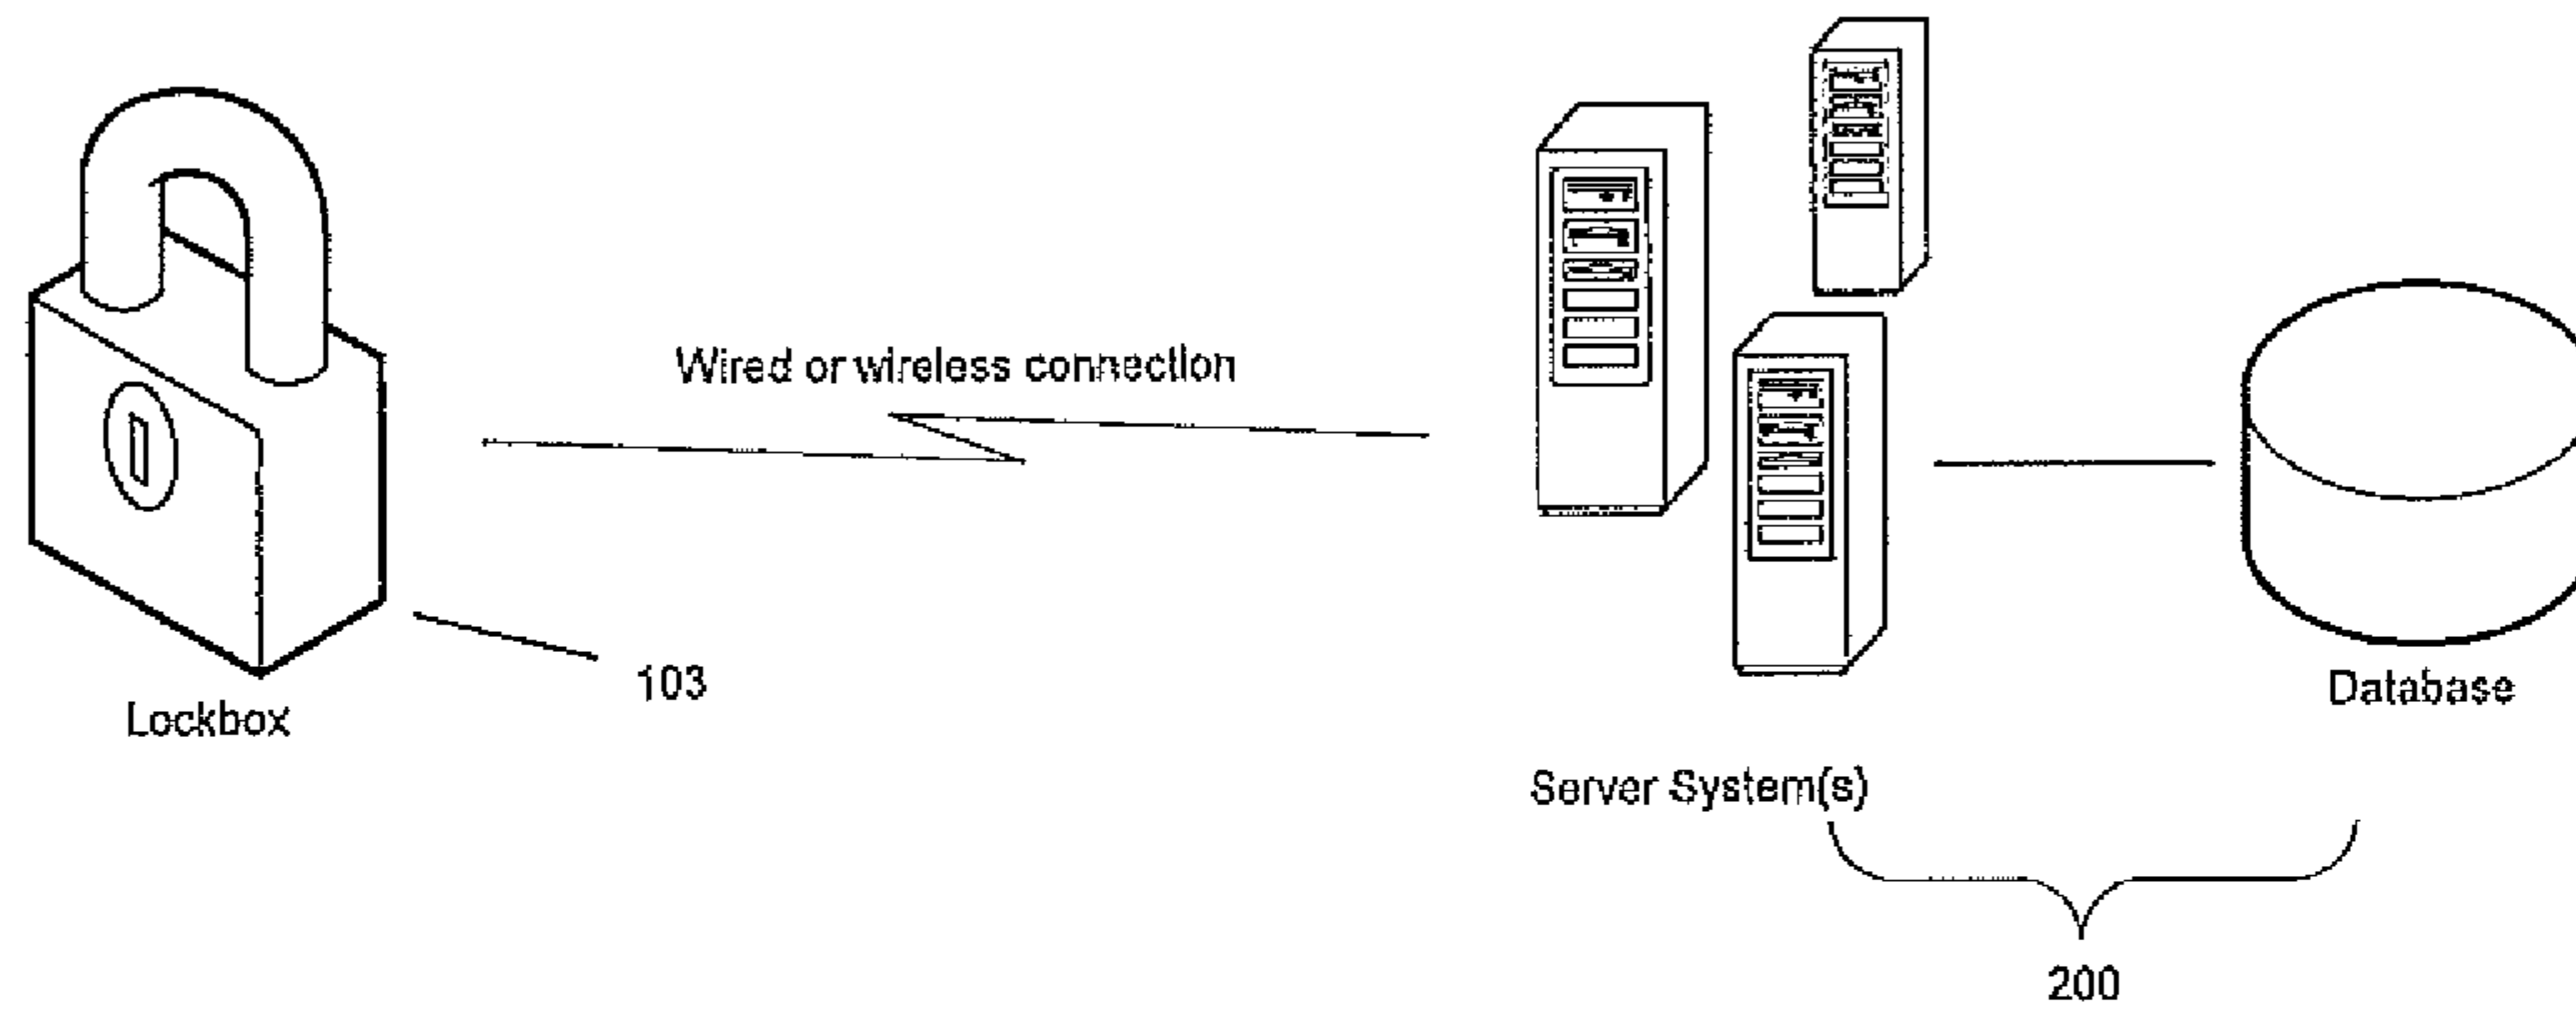 Wired or wireless connection
103
Lockbox
Database
Server System(s)
200